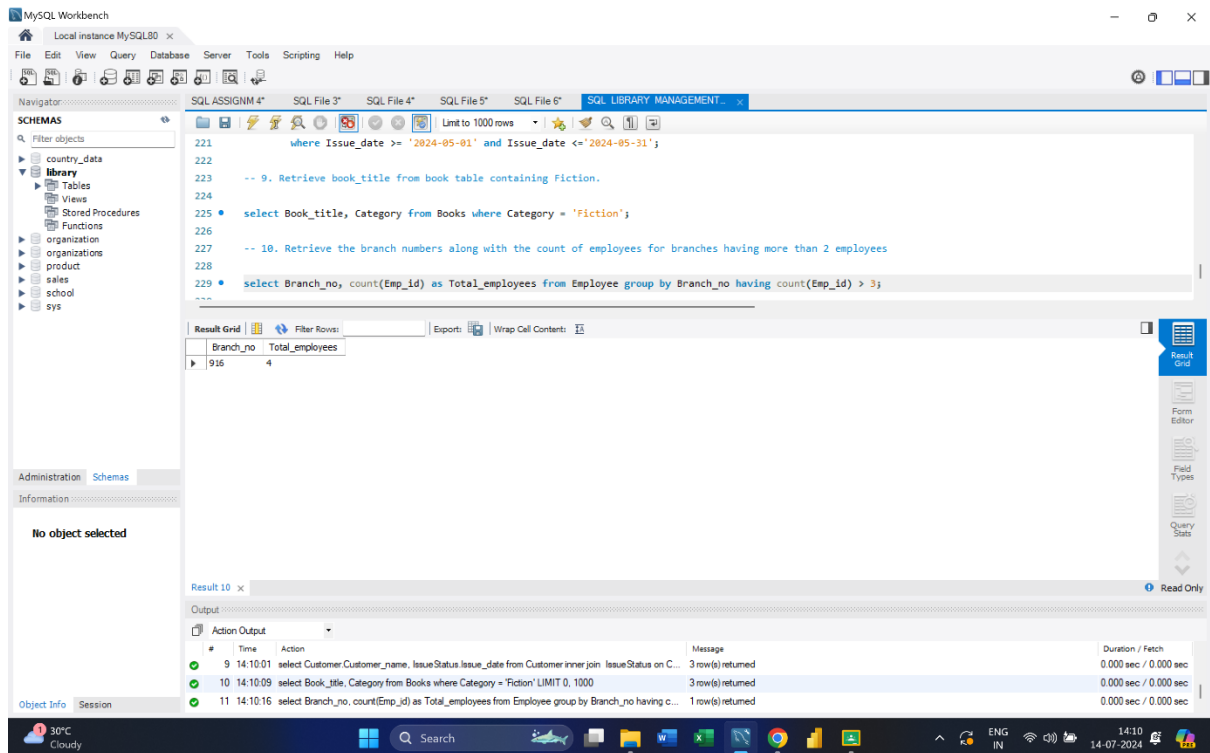 MySQL Workbench
Local instance MySQL80
File Edit View Query Database Server Tools Scripting Help
Navigator
SCHEMAS
Filter objects
country_data
library
Tables
Views
Stored Procedures
Functions
organization
organizations
product
sales
school
sys
Administration Schemas
Information
No object selected
Object Info Session
SQL ASSIGNM 4* SQL File 3* SQL File 4* SQL File 5* SQL File 6* SQL LIBRARY MANAGEMENT...
Limit to 1000 rows
221 where Issue_date >= '2024-05-01' and Issue_date <='2024-05-31';
222
223 -- 9. Retrieve book_title from book table containing Fiction.
224
225 select Book_title, Category from Books where Category = 'Fiction';
226
227 -- 10. Retrieve the branch numbers along with the count of employees for branches having more than 2 employees
228
229 select Branch_no, count(Emp_id) as Total_employees from Employee group by Branch_no having count(Emp_id) > 3;
Result Grid Filter Rows: Export: Wrap Cell Content:
Branch_no Total_employees
916 4
Result Grid
Form Editor
Field Types
Query Stats
Result 10 Read Only
Output
Action Output
# Time Action Message Duration / Fetch
9 14:10:01 select Customer.Customer_name, IssueStatus.Issue_date from Customer inner join IssueStatus on C... 3 row(s) returned 0.000 sec / 0.000 sec
10 14:10:09 select Book_title, Category from Books where Category = 'Fiction' LIMIT 0, 1000 3 row(s) returned 0.000 sec / 0.000 sec
11 14:10:16 select Branch_no, count(Emp_id) as Total_employees from Employee group by Branch_no having c... 1 row(s) returned 0.000 sec / 0.000 sec
1 30°C
Cloudy
Search
ENG
IN
14:10
14-07-2024